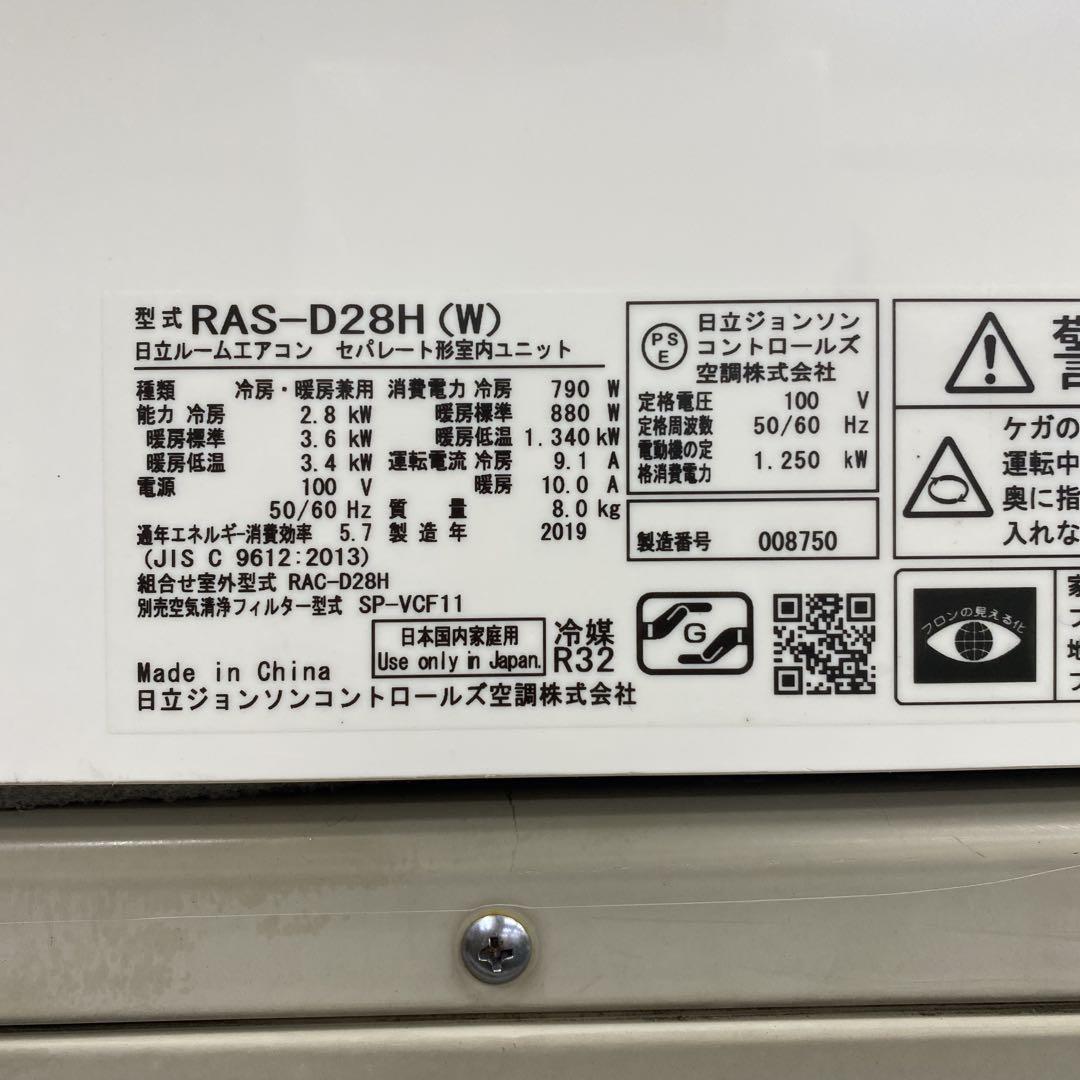 型式 RAS-D28H(W)
日立ルームエアコン セパレート形室内ユニット
種類 冷房・暖房兼用
能力 冷房 2.8 kW
暖房標準 3.6 kW
暖房低温 3.4 kW
電源 100 V
50/60 Hz
通年エネルギー消費効率 5.7
(JIS C 9612:2013)
消費電力 冷房 790 W
暖房標準 880 W
暖房低温 1.340 kW
運転電流 冷房 9.1 A
暖房 10.0 A
質量 8.0 kg
製造年 2019
組合せ室外型式 RAC-D28H
別売空気清浄フィルター型式 SP-VCF11
日本国内家庭用
Use only in Japan.
冷媒
R32
Made in China
日立ジョンソンコントロールズ空調株式会社
PS
E
日立ジョンソン
コントロールズ
空調株式会社
定格電圧 100 V
定格周波数 50/60 Hz
電動機の定
格消費電力 1.250 kW
製造番号 008750
G
ケガの
運転中
奥に指
入れな
フロンの見える化
家
フ
地
フ